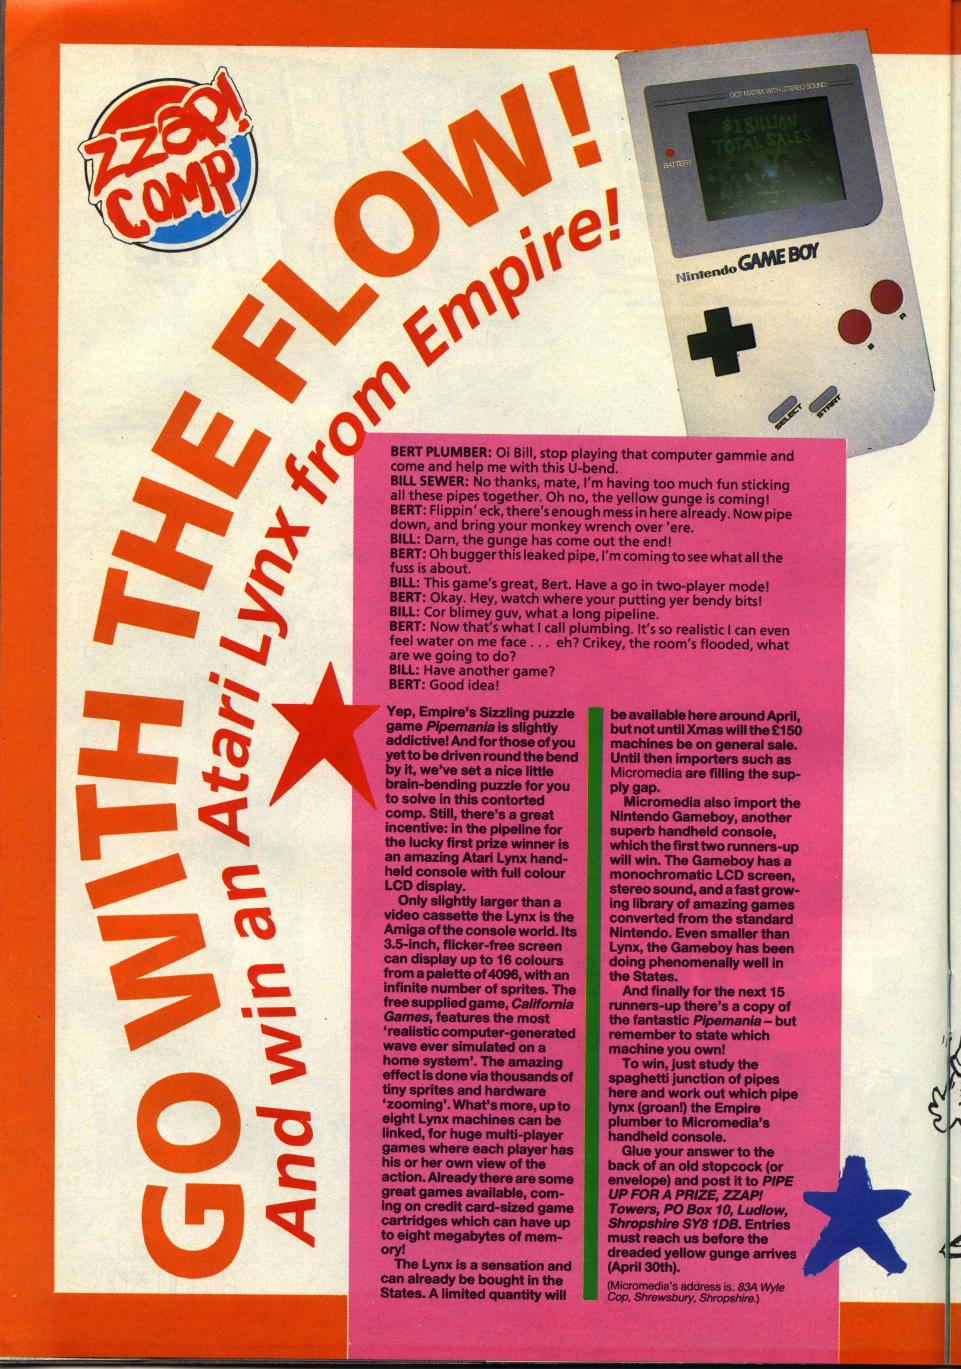 zzap!
COMP
GO WITH THE FLOW!
And win an Atari Lynx from Empire!
DOT MATRIX WITH STEREO SOUND
$1 BILLION
TOTAL SALES
BATTERY
Nintendo GAME BOY
A
B
SELECT
START
BERT PLUMBER: Oi Bill, stop playing that computer gammie and
come and help me with this U-bend.
BILL SEWER: No thanks, mate, I'm having too much fun sticking
all these pipes together. Oh no, the yellow gunge is coming!
BERT: Flippin' eck, there's enough mess in here already. Now pipe
down, and bring your monkey wrench over 'ere.
BILL: Darn, the gunge has come out the end!
BERT: Oh bugger this leaked pipe, I'm coming to see what all the
fuss is about.
BILL: This game's great, Bert. Have a go in two-player mode!
BERT: Okay. Hey, watch where your putting yer bendy bits!
BILL: Cor blimey guv, what a long pipeline.
BERT: Now that's what I call plumbing. It's so realistic I can even
feel water on me face . . . eh? Crikey, the room's flooded, what
are we going to do?
BILL: Have another game?
BERT: Good idea!
Yep, Empire's Sizzling puzzle
game Pipemania is slightly
addictive! And for those of you
yet to be driven round the bend
by it, we've set a nice little
brain-bending puzzle for you
to solve in this contorted
comp. Still, there's a great
incentive: in the pipeline for
the lucky first prize winner is
an amazing Atari Lynx hand-
held console with full colour
LCD display.
Only slightly larger than a
video cassette the Lynx is the
Amiga of the console world. Its
3.5-inch, flicker-free screen
can display up to 16 colours
from a palette of 4096, with an
infinite number of sprites. The
free supplied game, California
Games, features the most
'realistic computer-generated
wave ever simulated on a
home system'. The amazing
effect is done via thousands of
tiny sprites and hardware
'zooming'. What's more, up to
eight Lynx machines can be
linked, for huge multi-player
games where each player has
his or her own view of the
action. Already there are some
great games available, com-
ing on credit card-sized game
cartridges which can have up
to eight megabytes of mem-
ory!
The Lynx is a sensation and
can already be bought in the
States. A limited quantity will
be available here around April,
but not until Xmas will the £150
machines be on general sale.
Until then importers such as
Micromedia are filling the sup-
ply gap.
Micromedia also import the
Nintendo Gameboy, another
superb handheld console,
which the first two runners-up
will win. The Gameboy has a
monochromatic LCD screen,
stereo sound, and a fast grow-
ing library of amazing games
converted from the standard
Nintendo. Even smaller than
Lynx, the Gameboy has been
doing phenomenally well in
the States.
And finally for the next 15
runners-up there's a copy of
the fantastic Pipemania – but
remember to state which
machine you own!
To win, just study the
spaghetti junction of pipes
here and work out which pipe
lynx (groan!) the Empire
plumber to Micromedia's
handheld console.
Glue your answer to the
back of an old stopcock (or
envelope) and post it to PIPE
UP FOR A PRIZE, ZZAP!
Towers, PO Box 10, Ludlow,
Shropshire SY8 1DB. Entries
must reach us before the
dreaded yellow gunge arrives
(April 30th).
(Micromedia's address is: 83A Wyle
Cop, Shrewsbury, Shropshire.)